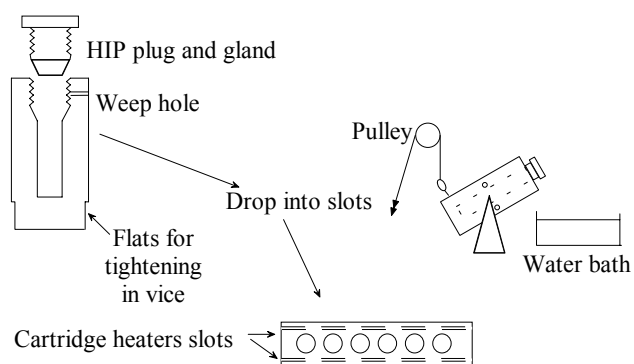 HIP plug and gland
Weep hole
Pulley
Drop into slots
Flats for
tightening
in vice
Water bath
Cartridge heaters slots